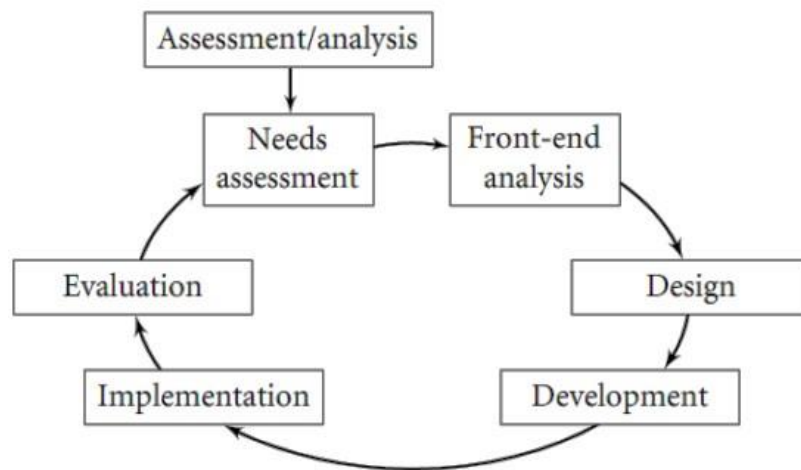 Assessment/analysis
Needs
assessment
Front-end
analysis
Evaluation
Design
Implementation
Development